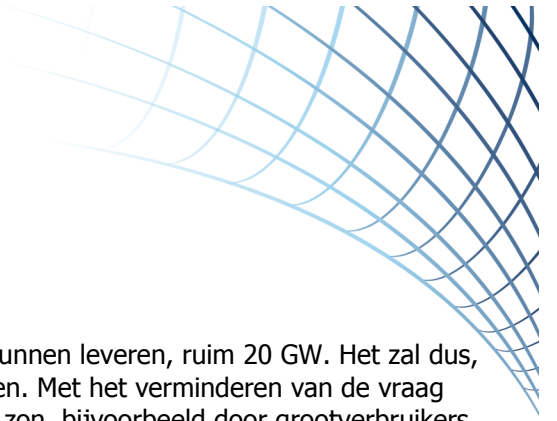 unnen leveren, ruim 20 GW. Het zal dus,
en. Met het verminderen van de vraag
zon, bijvoorbeeld door grootverbruikers